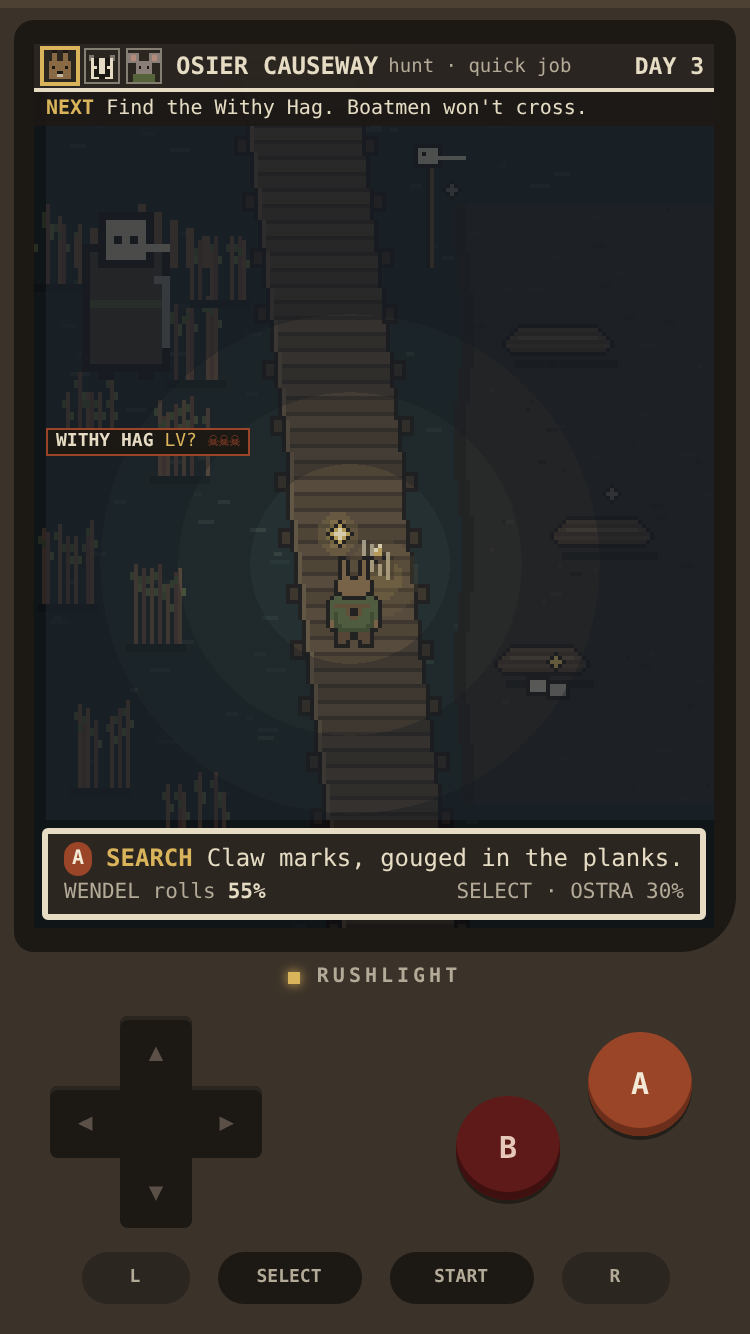 OSIER CAUSEWAY hunt · quick job DAY 3
NEXT Find the Withy Hag. Boatmen won't cross.
WITHY HAG LV? ☠☠☠
A SEARCH Claw marks, gouged in the planks.
WENDEL rolls 55% SELECT · OSTRA 30%
RUSHLIGHT
▲
◀ ▶
▼
A
B
L SELECT START R